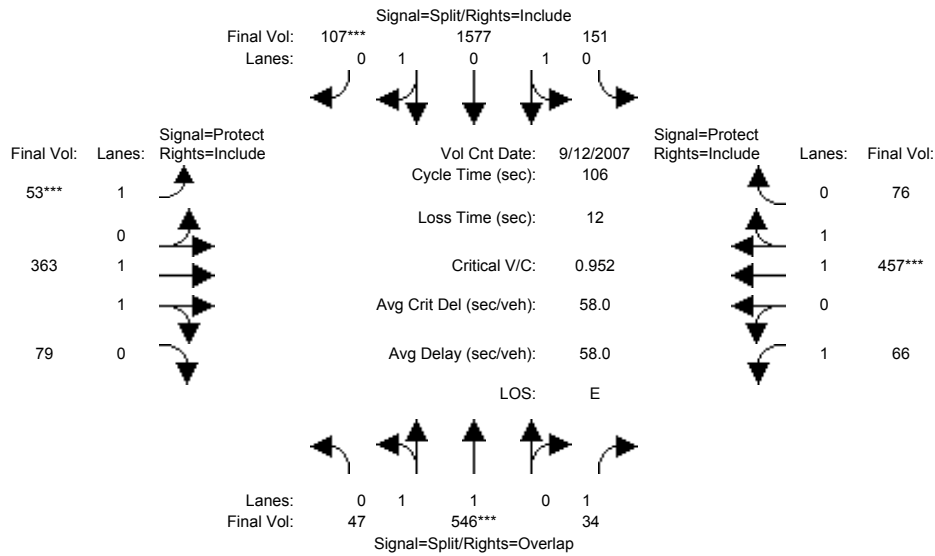 Signal=Split/Rights=Include
Final Vol: 107*** 1577 151
Lanes: 0 1 0 1 0
Signal=Protect Signal=Protect
Final Vol: Lanes: Rights=Include Vol Cnt Date: 9/12/2007 Rights=Include Lanes: Final Vol:
Cycle Time (sec): 106
53*** 1 0 76
Loss Time (sec): 12
0 1
363 1 Critical V/C: 0.952 1 457***
1 Avg Crit Del (sec/veh): 58.0 0
79 0 Avg Delay (sec/veh): 58.0 1 66
LOS: E
Lanes: 0 1 1 0 1
Final Vol: 47 546*** 34
Signal=Split/Rights=Overlap